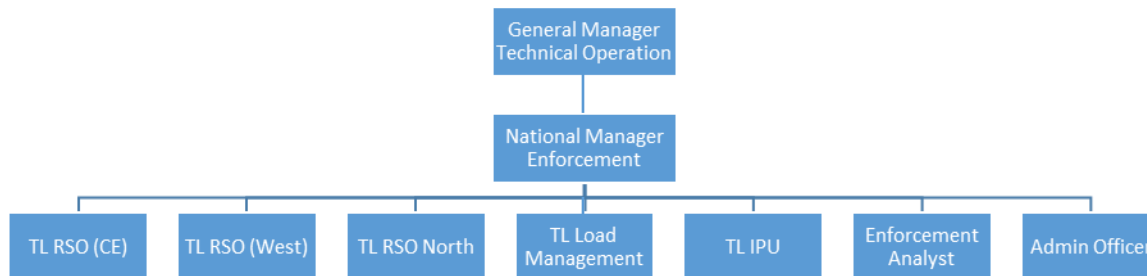 General Manager
Technical Operation
National Manager
Enforcement
TL RSO (CE)
TL RSO (West)
TL RSO North
TL Load
Management
TL IPU
Enforcement
Analyst
Admin Officer